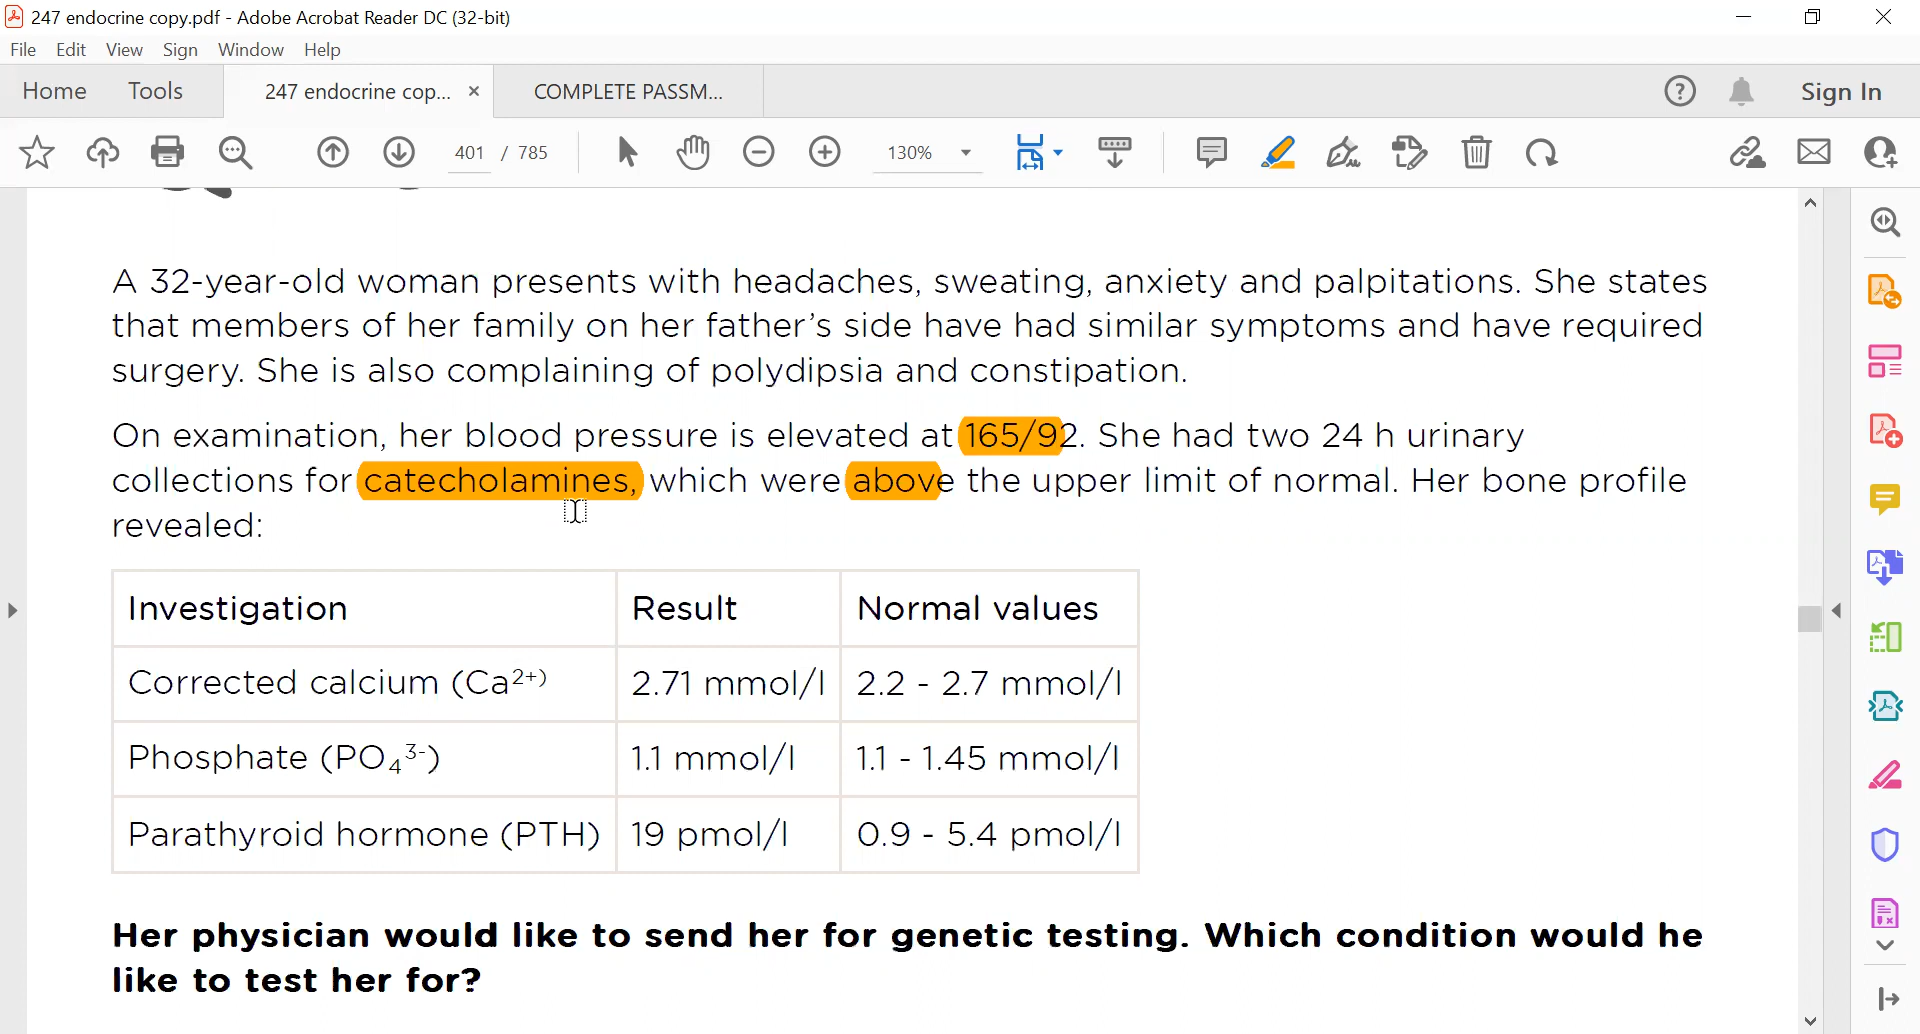 247 endocrine copy.pdf - Adobe Acrobat Reader DC (32-bit)
File Edit View Sign Window Help
Home Tools 247 endocrine cop... × COMPLETE PASSM... Sign In
401 / 785 130%
A 32-year-old woman presents with headaches, sweating, anxiety and palpitations. She states
that members of her family on her father’s side have had similar symptoms and have required
surgery. She is also complaining of polydipsia and constipation.
On examination, her blood pressure is elevated at 165/92. She had two 24 h urinary
collections for catecholamines, which were above the upper limit of normal. Her bone profile
revealed:
Investigation Result Normal values
Corrected calcium (Ca²⁺) 2.71 mmol/l 2.2 - 2.7 mmol/l
Phosphate (PO₄³⁻) 1.1 mmol/l 1.1 - 1.45 mmol/l
Parathyroid hormone (PTH) 19 pmol/l 0.9 - 5.4 pmol/l
Her physician would like to send her for genetic testing. Which condition would he
like to test her for?